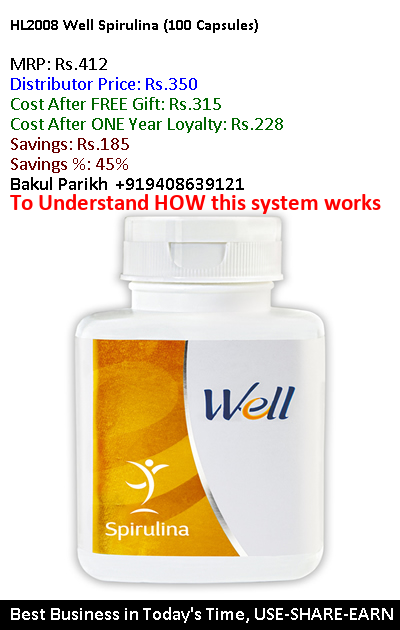 HL2008 Well Spirulina (100 Capsules)
MRP: Rs.412
Distributor Price: Rs.350
Cost After FREE Gift: Rs.315
Cost After ONE Year Loyalty: Rs.228
Savings: Rs.185
Savings %: 45%
Bakul Parikh +919408639121
To Understand HOW this system works
Well
Spirulina
Best Business in Today's Time, USE-SHARE-EARN